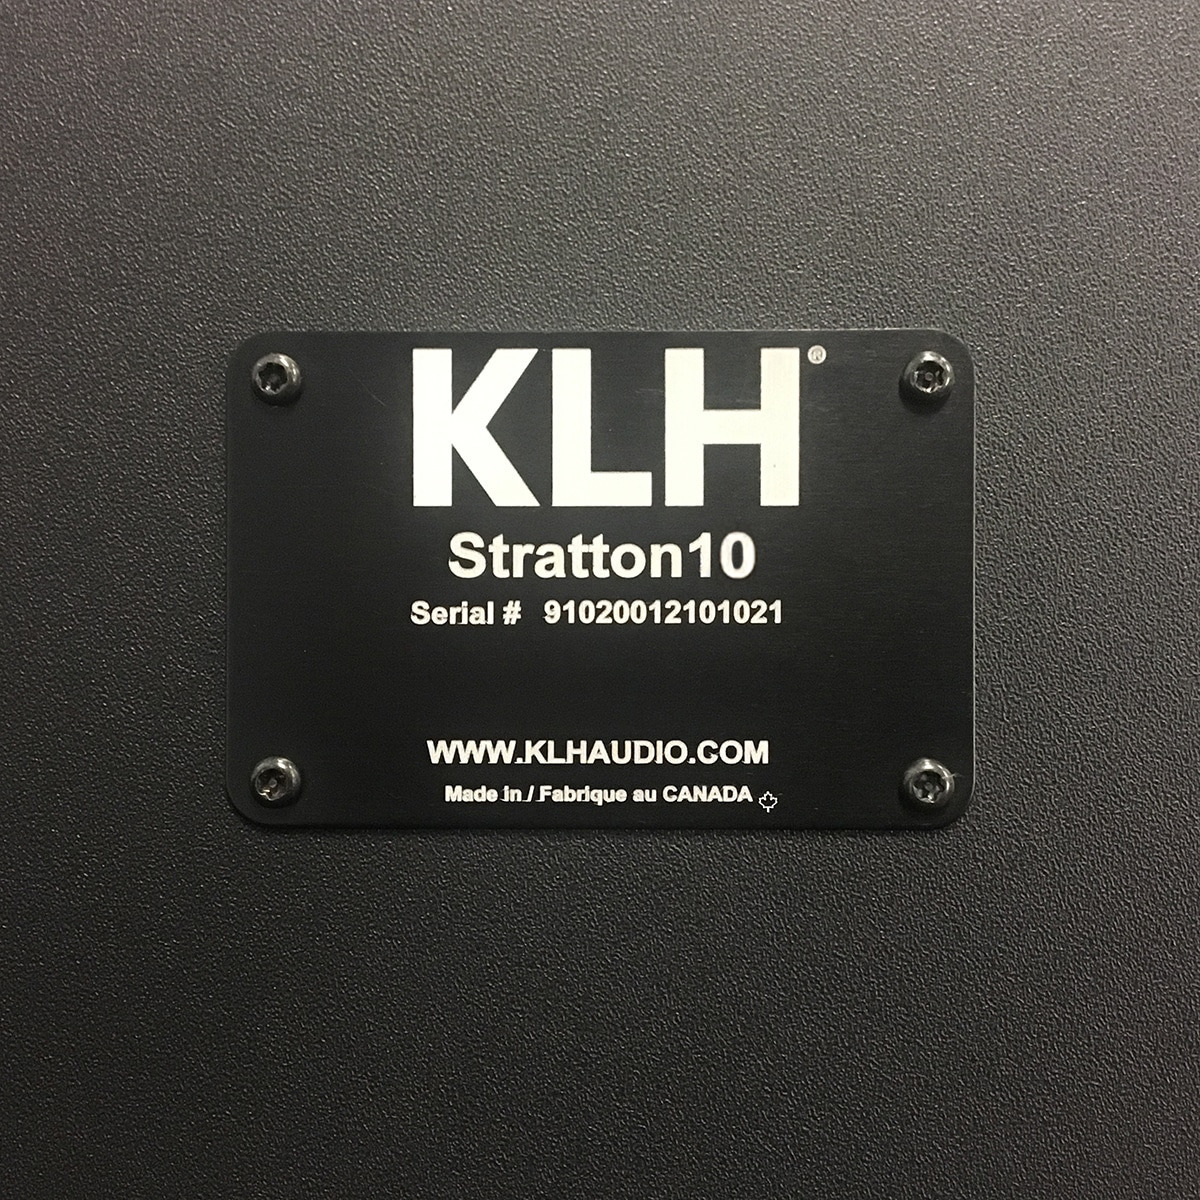 KLH®
Stratton10
Serial # 91020012101021
WWW.KLHAUDIO.COM
Made in / Fabrique au CANADA